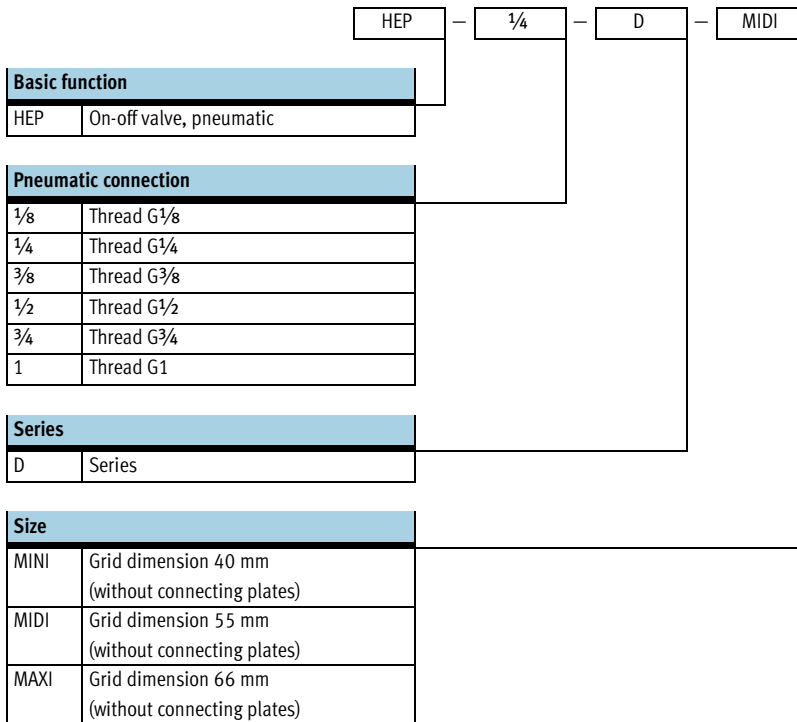 HEP – ¼ – D – MIDI
Basic function
HEP On-off valve, pneumatic
Pneumatic connection
⅛ Thread G⅛
¼ Thread G¼
⅜ Thread G⅜
½ Thread G½
¾ Thread G¾
1 Thread G1
Series
D Series
Size
MINI Grid dimension 40 mm
(without connecting plates)
MIDI Grid dimension 55 mm
(without connecting plates)
MAXI Grid dimension 66 mm
(without connecting plates)